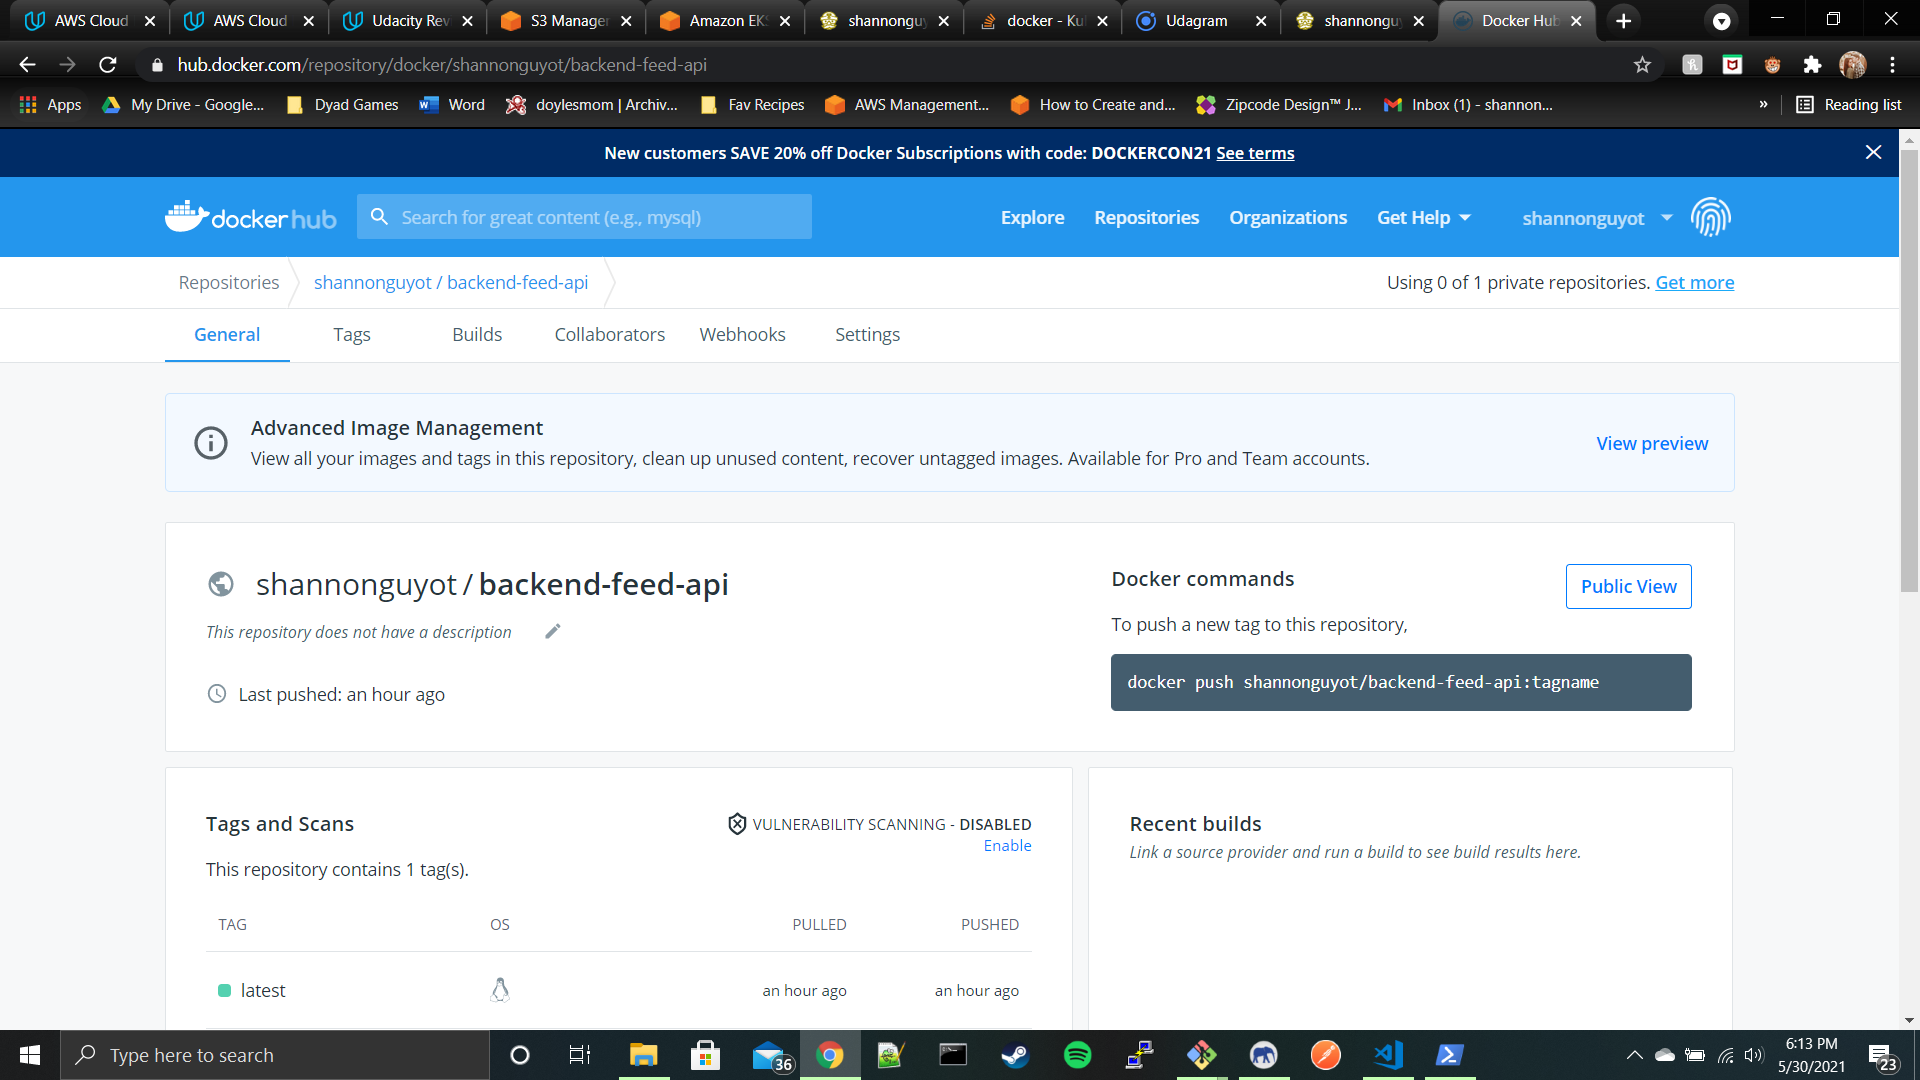 AWS Cloud
AWS Cloud
Udacity Rev
S3 Manager
Amazon EKS
shannonguy
docker - Ku
Udagram
shannonguy
Docker Hub
hub.docker.com/repository/docker/shannonguyot/backend-feed-api
Apps
My Drive - Google...
Dyad Games
Word
doylesmom | Archiv...
Fav Recipes
AWS Management...
How to Create and...
Zipcode Design™ J...
Inbox (1) - shannon...
»
Reading list
New customers SAVE 20% off Docker Subscriptions with code: DOCKERCON21 See terms
dockerhub
Search for great content (e.g., mysql)
Explore
Repositories
Organizations
Get Help
shannonguyot
Repositories
shannonguyot / backend-feed-api
Using 0 of 1 private repositories. Get more
General
Tags
Builds
Collaborators
Webhooks
Settings
Advanced Image Management
View all your images and tags in this repository, clean up unused content, recover untagged images. Available for Pro and Team accounts.
View preview
shannonguyot / backend-feed-api
This repository does not have a description
Last pushed: an hour ago
Docker commands
Public View
To push a new tag to this repository,
docker push shannonguyot/backend-feed-api:tagname
Tags and Scans
VULNERABILITY SCANNING - DISABLED
Enable
This repository contains 1 tag(s).
TAG
OS
PULLED
PUSHED
latest
an hour ago
an hour ago
Recent builds
Link a source provider and run a build to see build results here.
Type here to search
36
6:13 PM
5/30/2021
23